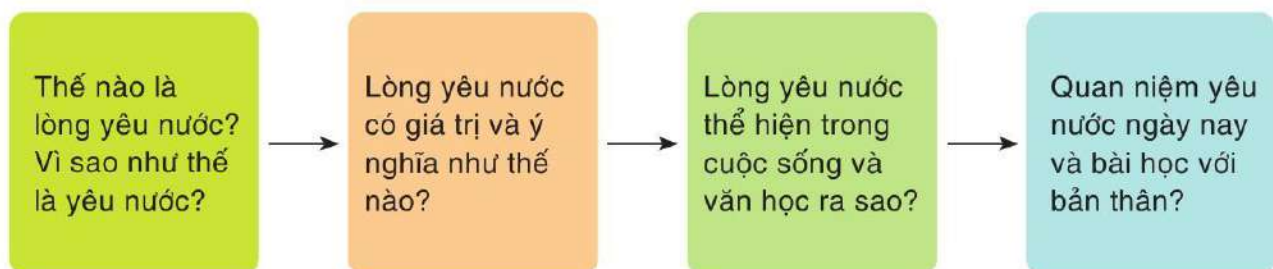 Thế nào là
lòng yêu nước?
Vì sao như thế
là yêu nước?
Lòng yêu nước
có giá trị và ý
nghĩa như thế
nào?
Lòng yêu nước
thể hiện trong
cuộc sống và
văn học ra sao?
Quan niệm yêu
nước ngày nay
và bài học với
bản thân?